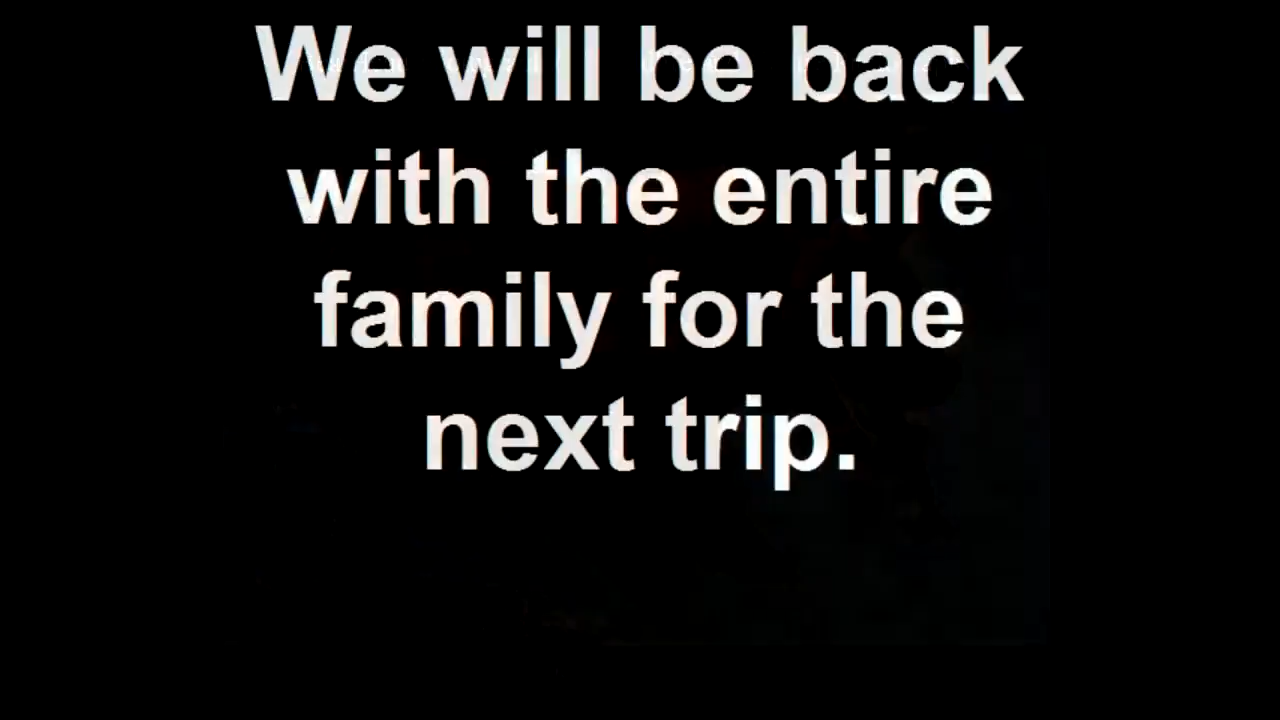 We will be back
with the entire
family for the
next trip.